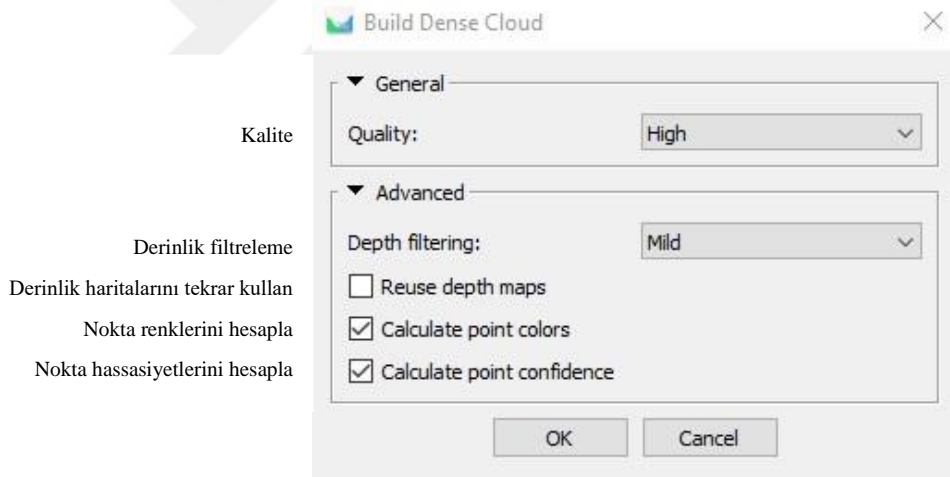 Build Dense Cloud
General
Kalite Quality: High
Advanced
Derinlik filtreleme Depth filtering: Mild
Derinlik haritalarını tekrar kullan Reuse depth maps
Nokta renklerini hesapla Calculate point colors
Nokta hassasiyetlerini hesapla Calculate point confidence
OK Cancel